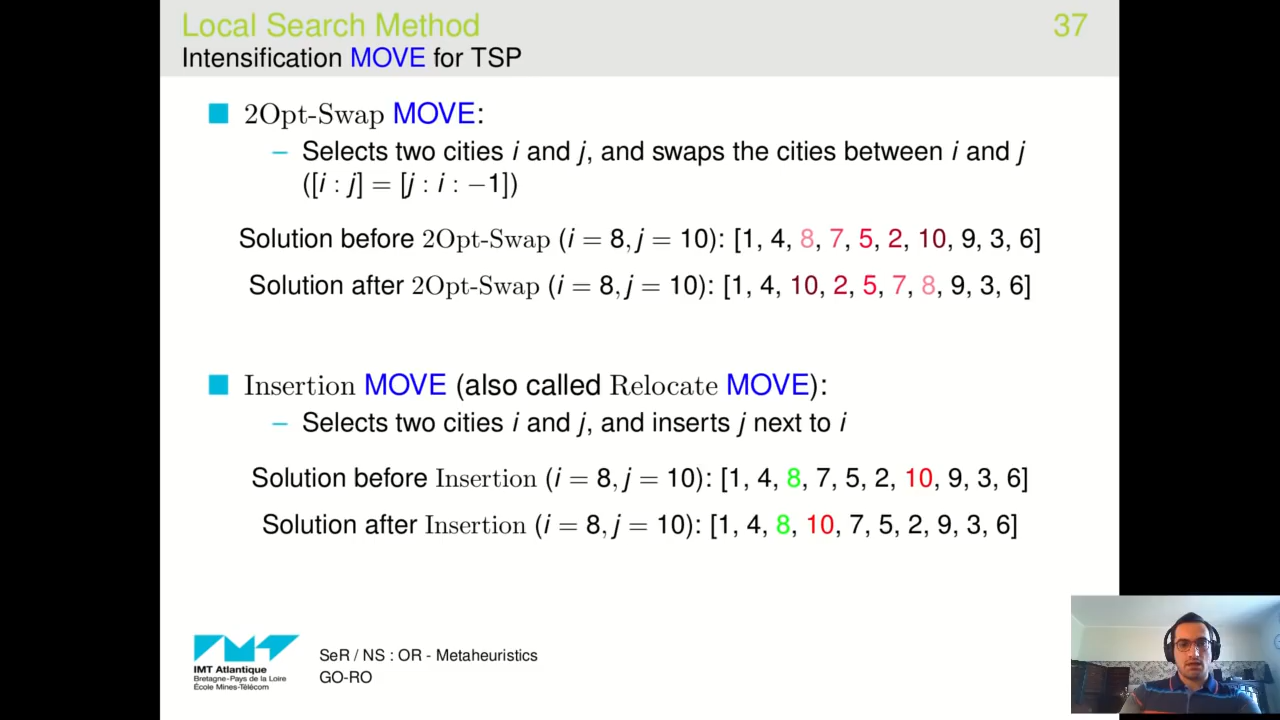 Local Search Method
37
Intensification MOVE for TSP
2Opt-Swap MOVE:
– Selects two cities i and j, and swaps the cities between i and j
([i : j] = [j : i : −1])
Solution before 2Opt-Swap (i = 8, j = 10): [1, 4, 8, 7, 5, 2, 10, 9, 3, 6]
Solution after 2Opt-Swap (i = 8, j = 10): [1, 4, 10, 2, 5, 7, 8, 9, 3, 6]
Insertion MOVE (also called Relocate MOVE):
– Selects two cities i and j, and inserts j next to i
Solution before Insertion (i = 8, j = 10): [1, 4, 8, 7, 5, 2, 10, 9, 3, 6]
Solution after Insertion (i = 8, j = 10): [1, 4, 8, 10, 7, 5, 2, 9, 3, 6]
IMT Atlantique
Bretagne-Pays de la Loire
École Mines-Télécom
SeR / NS : OR - Metaheuristics
GO-RO